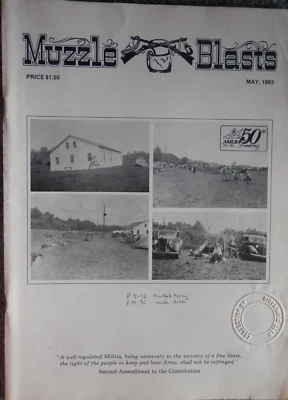 Muzzle Blasts
PRICE $1.50
MAY, 1983
NMLRA
50th
"A well regulated Militia, being necessary to the security of a free State,
the right of the people to keep and bear Arms, shall not be infringed."
Second Amendment to the Constitution